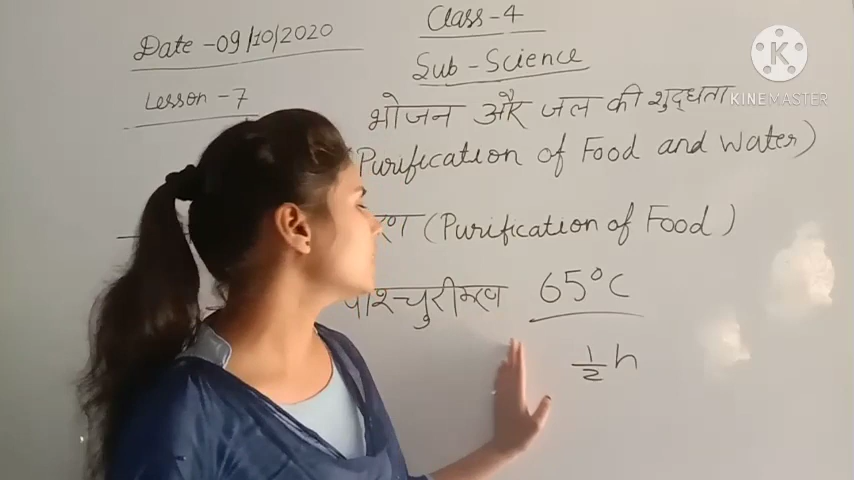 Date - 09/10/2020
Class - 4
Sub - Science
Lesson - 7
भोजन और जल की शुद्धता
(Purification of Food and Water)
(Purification of Food)
पाश्चुरीकरण 65°C
1/2 h
K
KINEMASTER